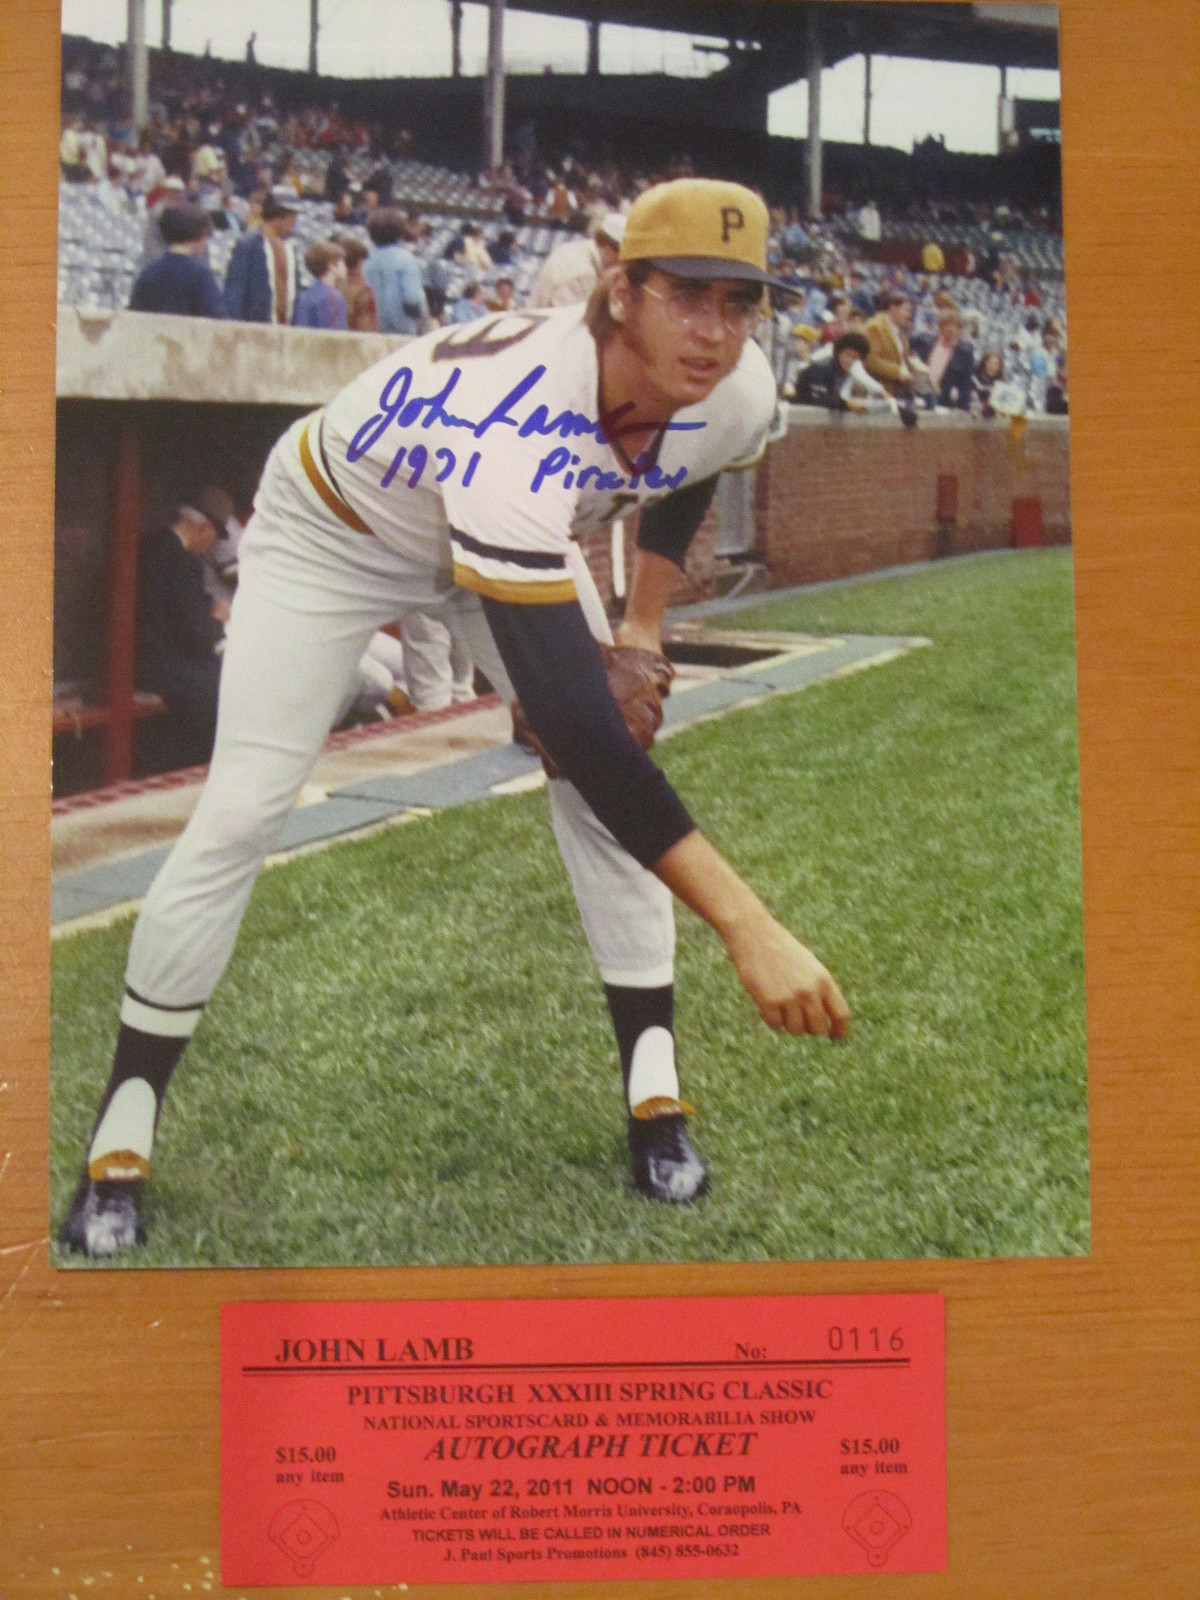 P
John Lamb
1971 Pirates
JOHN LAMB No: 0116
PITTSBURGH XXXIII SPRING CLASSIC
NATIONAL SPORTSCARD & MEMORABILIA SHOW
AUTOGRAPH TICKET
$15.00
any item
$15.00
any item
Sun. May 22, 2011 NOON - 2:00 PM
Athletic Center of Robert Morris University, Coraopolis, PA
TICKETS WILL BE CALLED IN NUMERICAL ORDER
J. Paul Sports Promotions (845) 855-0632